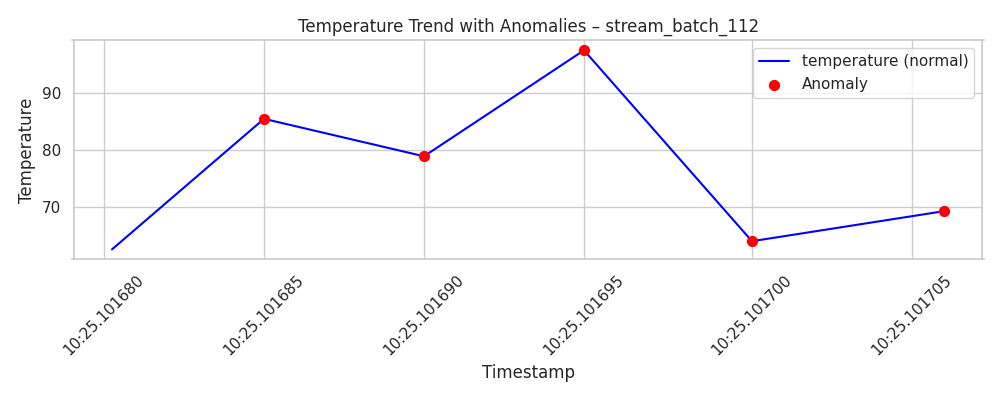 Temperature Trend with Anomalies – stream_batch_112
temperature (normal)
Anomaly
Temperature
90
80
70
10:25.101680
10:25.101685
10:25.101690
10:25.101695
10:25.101700
10:25.101705
Timestamp